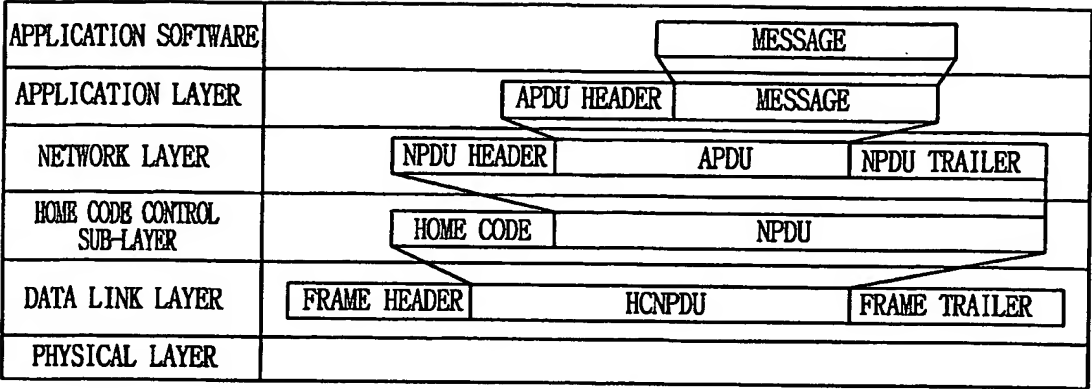 APPLICATION SOFTWARE
MESSAGE
APPLICATION LAYER
APDU HEADER
MESSAGE
NETWORK LAYER
NPDU HEADER
APDU
NPDU TRAILER
HOME CODE CONTROL
SUB-LAYER
HOME CODE
NPDU
DATA LINK LAYER
FRAME HEADER
HCNPDU
FRAME TRAILER
PHYSICAL LAYER